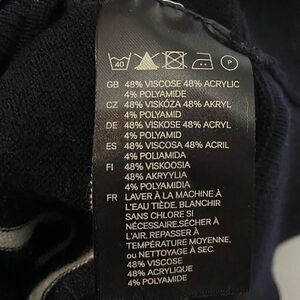 40
P
GB 48% VISCOSE 48% ACRYLIC
4% POLYAMIDE
CZ 48% VISKÓZA 48% AKRYL
4% POLYAMID
DE 48% VISKOSE 48% ACRYL
4% POLYAMID
ES 48% VISCOSA 48% ACRIL
4% POLIAMIDA
FI 48% VISKOOSIA
48% AKRYYLIA
4% POLYAMIDIA
FR LAVER À LA MACHINE À
L'EAU TIÈDE. BLANCHIR
SANS CHLORE SI
NÉCESSAIRE.SÉCHER À
L'AIR. REPASSER À
TEMPÉRATURE MOYENNE.
ou NETTOYAGE À SEC.
48% VISCOSE
48% ACRYLIQUE
4% POLYAMIDE